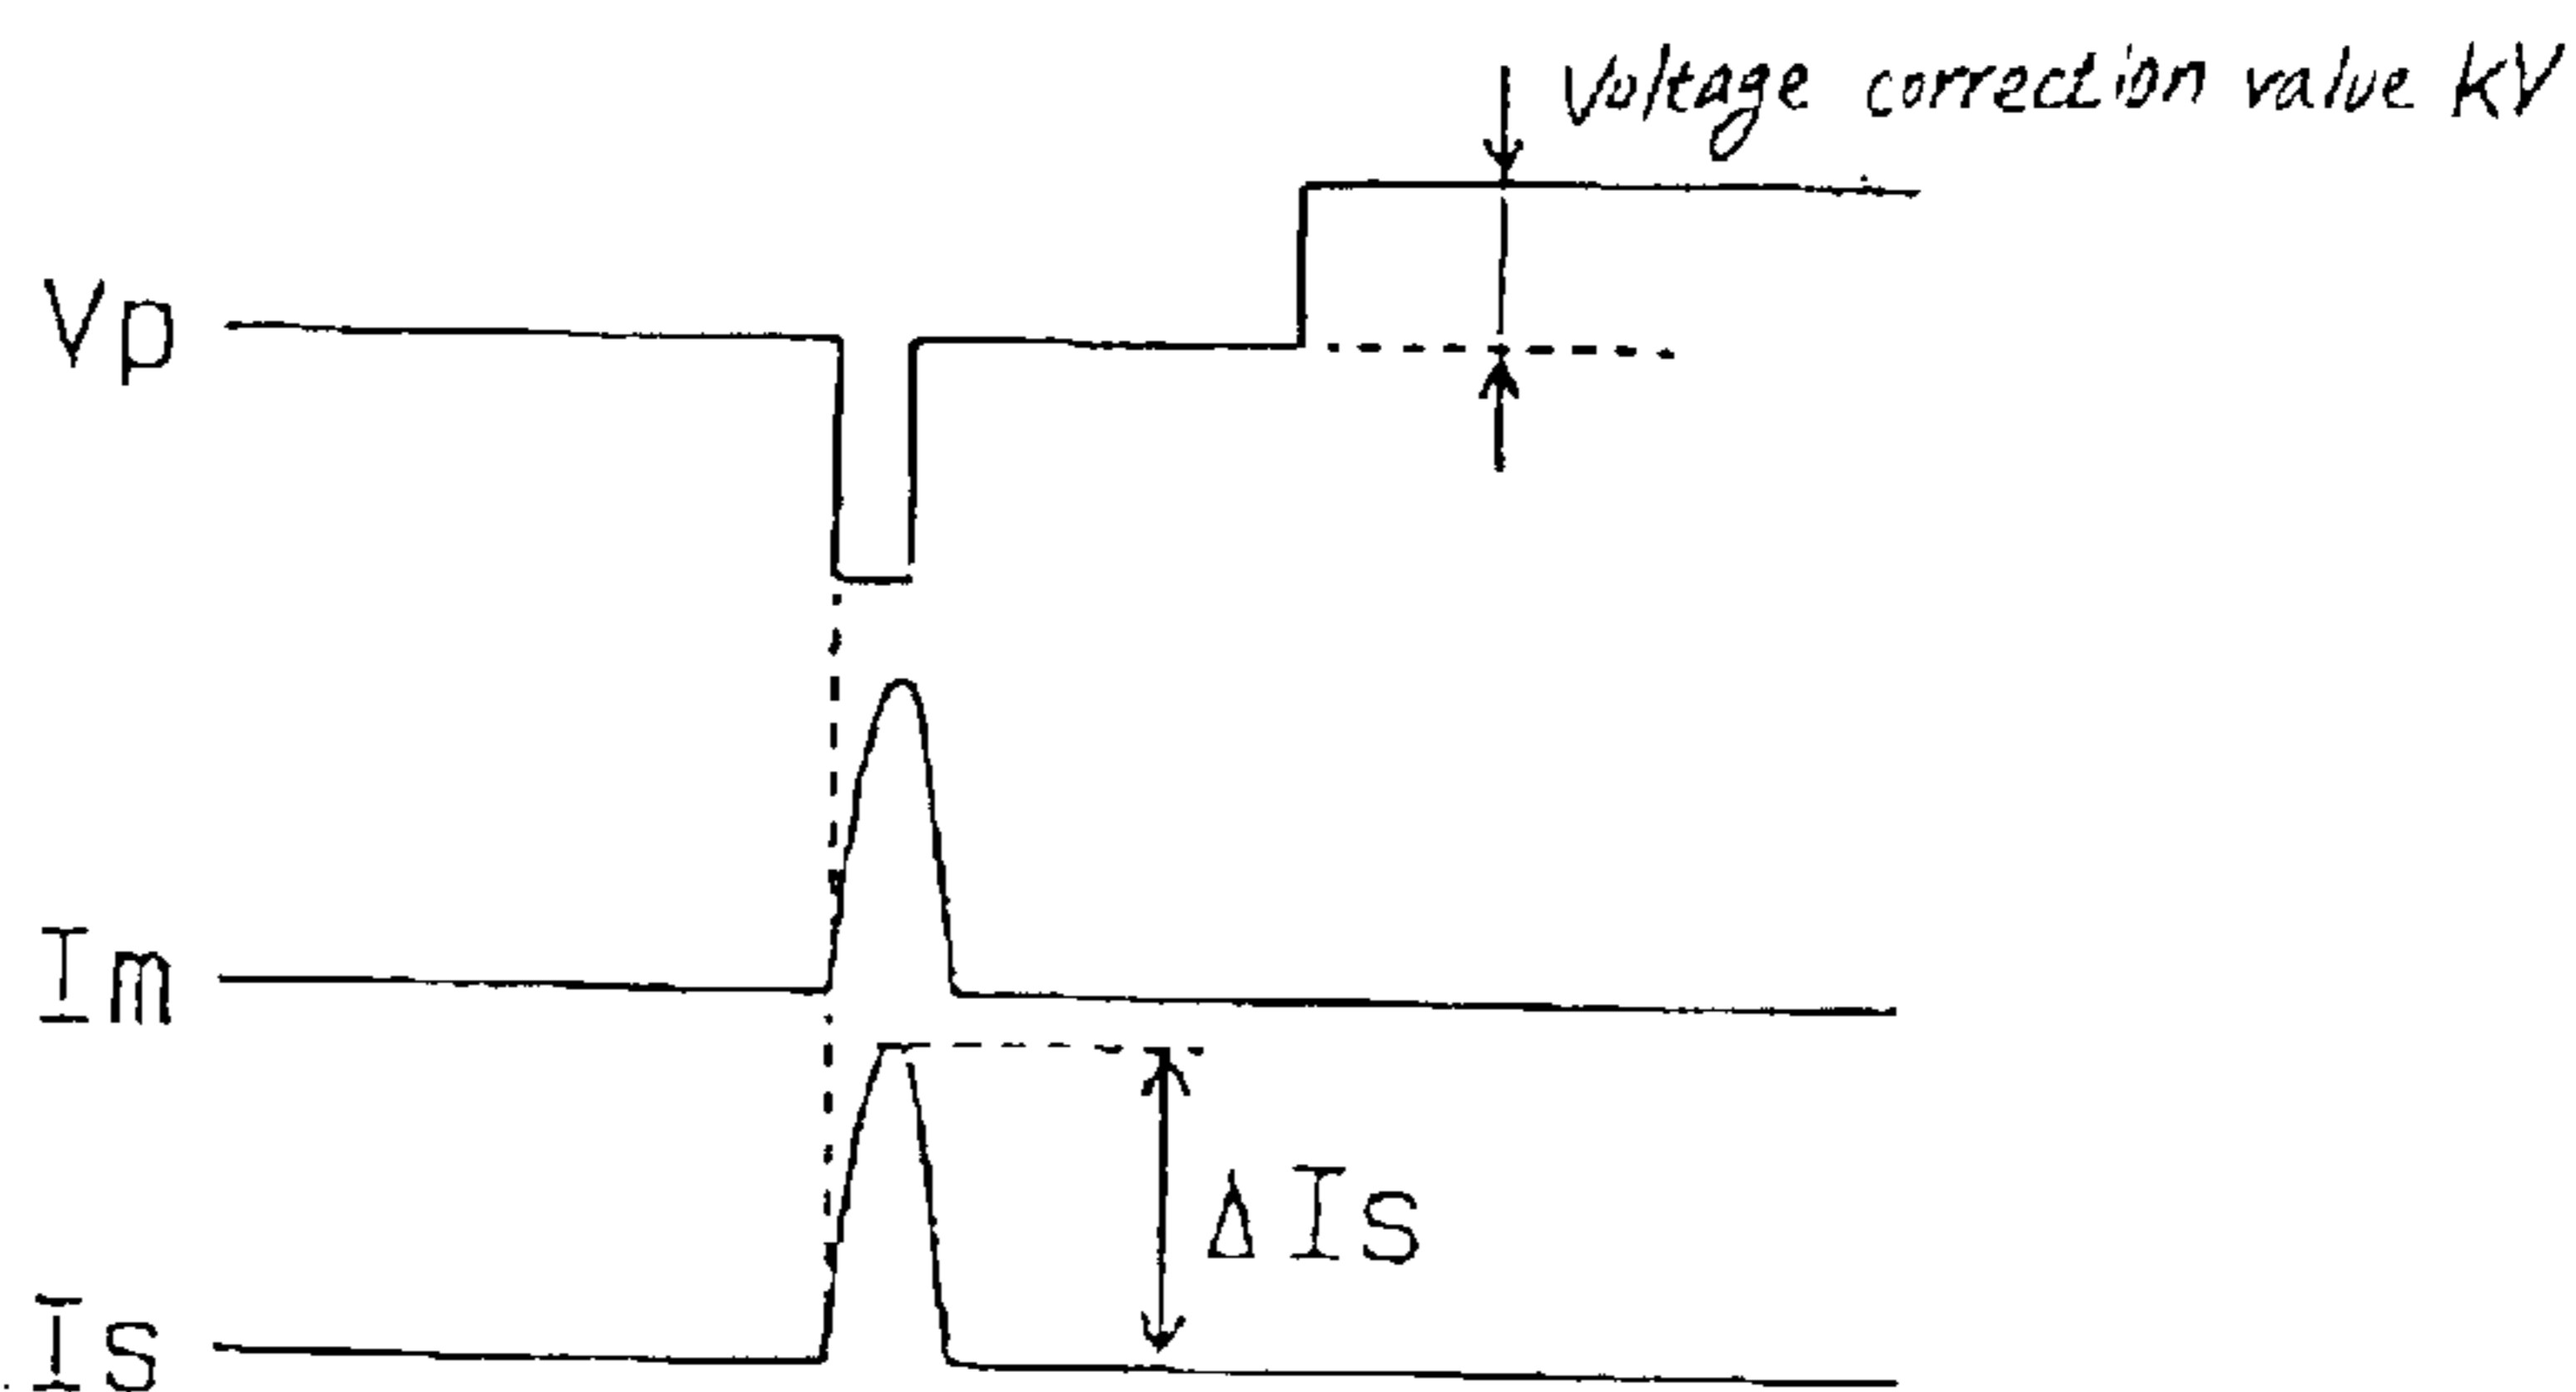 Voltage correction value kV
Vp
Im
ΔIs
Is